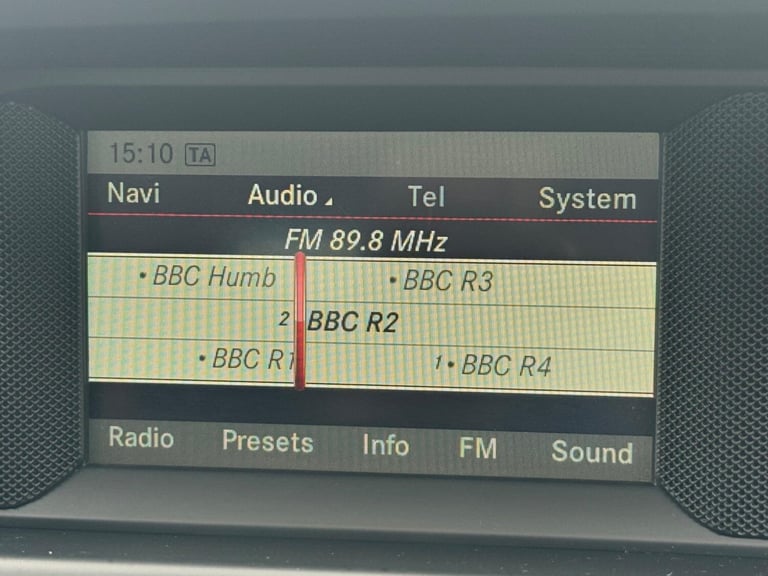 15:10 TA
Navi Audio Tel System
FM 89.8 MHz
• BBC Humb • BBC R3
2 BBC R2
• BBC R1 1• BBC R4
Radio Presets Info FM Sound